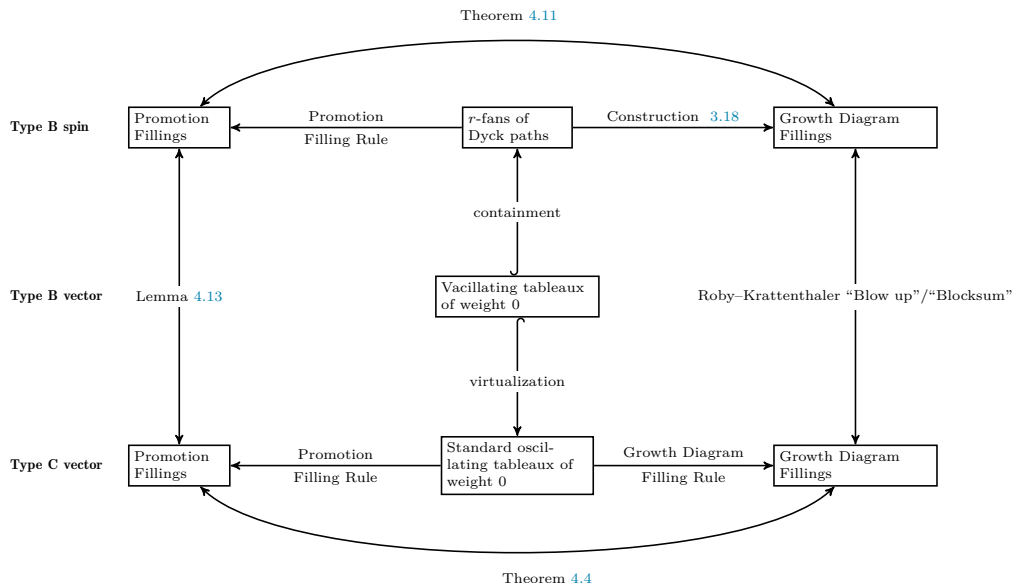 Theorem 4.11
Type B spin
Promotion
Fillings
Promotion
Filling Rule
r-fans of
Dyck paths
Construction 3.18
Growth Diagram
Fillings
containment
Type B vector
Lemma 4.13
Vacillating tableaux
of weight 0
Roby–Krattenthaler “Blow up”/“Blocksum”
virtualization
Type C vector
Promotion
Fillings
Promotion
Filling Rule
Standard oscil-
lating tableaux of
weight 0
Growth Diagram
Filling Rule
Growth Diagram
Fillings
Theorem 4.4